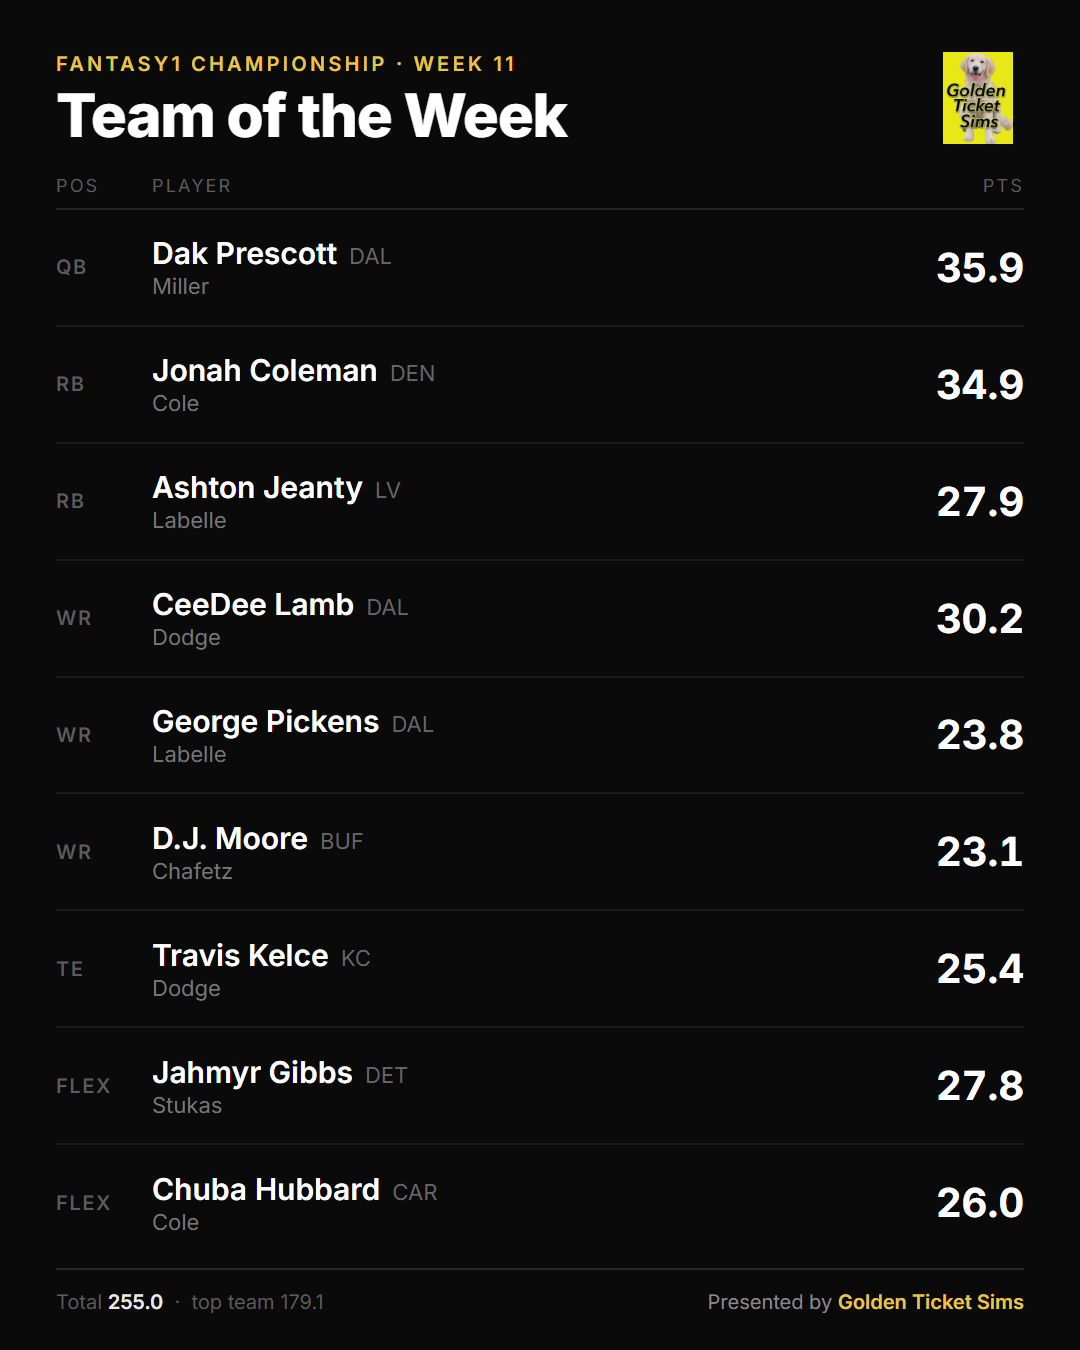 FANTASY1 CHAMPIONSHIP · WEEK 11
Team of the Week
Golden
Ticket
Sims
POS PLAYER PTS
QB Dak Prescott DAL 35.9
Miller
RB Jonah Coleman DEN 34.9
Cole
RB Ashton Jeanty LV 27.9
Labelle
WR CeeDee Lamb DAL 30.2
Dodge
WR George Pickens DAL 23.8
Labelle
WR D.J. Moore BUF 23.1
Chafetz
TE Travis Kelce KC 25.4
Dodge
FLEX Jahmyr Gibbs DET 27.8
Stukas
FLEX Chuba Hubbard CAR 26.0
Cole
Total 255.0 · top team 179.1 Presented by Golden Ticket Sims